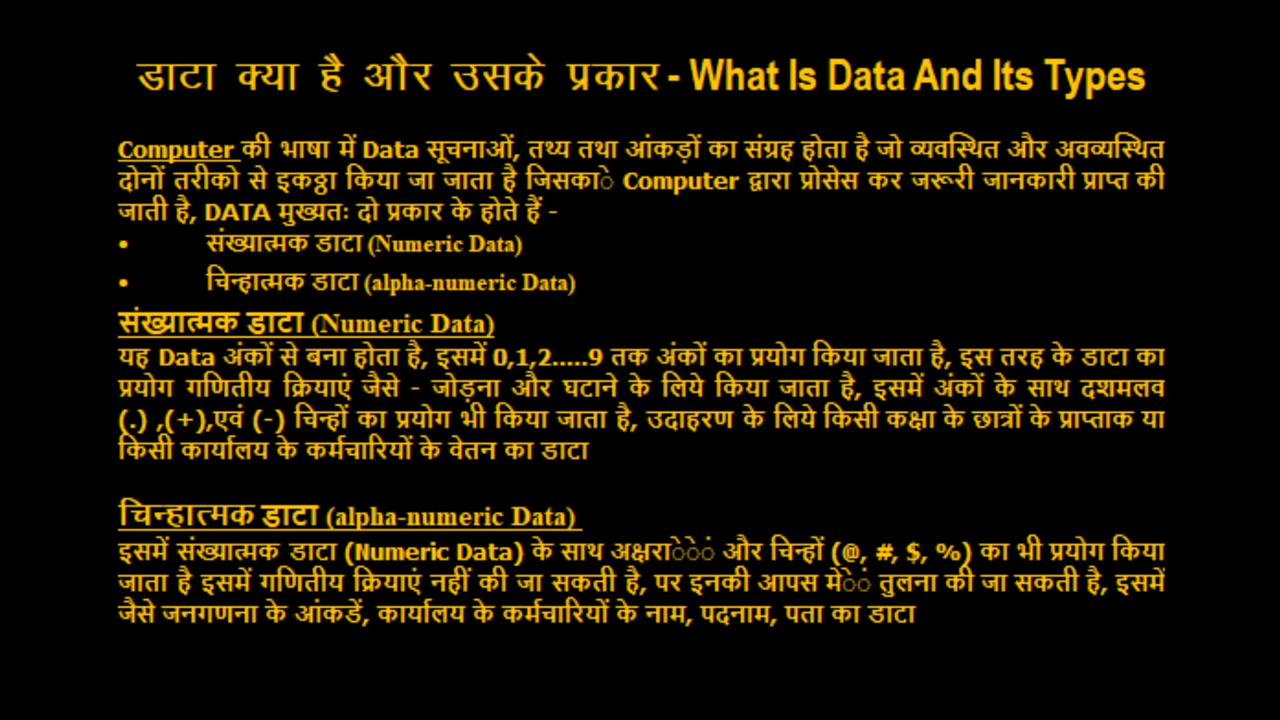 डाटा क्या है और उसके प्रकार - What Is Data And Its Types
Computer की भाषा में Data सूचनाओं, तथ्य तथा आंकड़ों का संग्रह होता है जो व्यवस्थित और अवव्यस्थित
दोनों तरीको से इकठ्ठा किया जा जाता है जिसकाे Computer द्वारा प्रोसेस कर जरूरी जानकारी प्राप्त की
जाती है, DATA मुख्यतः दो प्रकार के होते हैं -
• संख्यात्मक डाटा (Numeric Data)
• चिन्हात्मक डाटा (alpha-numeric Data)
संख्यात्मक डाटा (Numeric Data)
यह Data अंकों से बना होता है, इसमें 0,1,2.....9 तक अंकों का प्रयोग किया जाता है, इस तरह के डाटा का
प्रयोग गणितीय क्रियाएं जैसे - जोड़ना और घटाने के लिये किया जाता है, इसमें अंकों के साथ दशमलव
(.) ,(+),एवं (-) चिन्हों का प्रयोग भी किया जाता है, उदाहरण के लिये किसी कक्षा के छात्रों के प्राप्ताक या
किसी कार्यालय के कर्मचारियों के वेतन का डाटा
चिन्हात्मक डाटा (alpha-numeric Data)
इसमें संख्यात्मक डाटा (Numeric Data) के साथ अक्षराेेें और चिन्हों (@, #, $, %) का भी प्रयोग किया
जाता है इसमें गणितीय क्रियाएं नहीं की जा सकती है, पर इनकी आपस मेेें तुलना की जा सकती है, इसमें
जैसे जनगणना के आंकडें, कार्यालय के कर्मचारियों के नाम, पदनाम, पता का डाटा